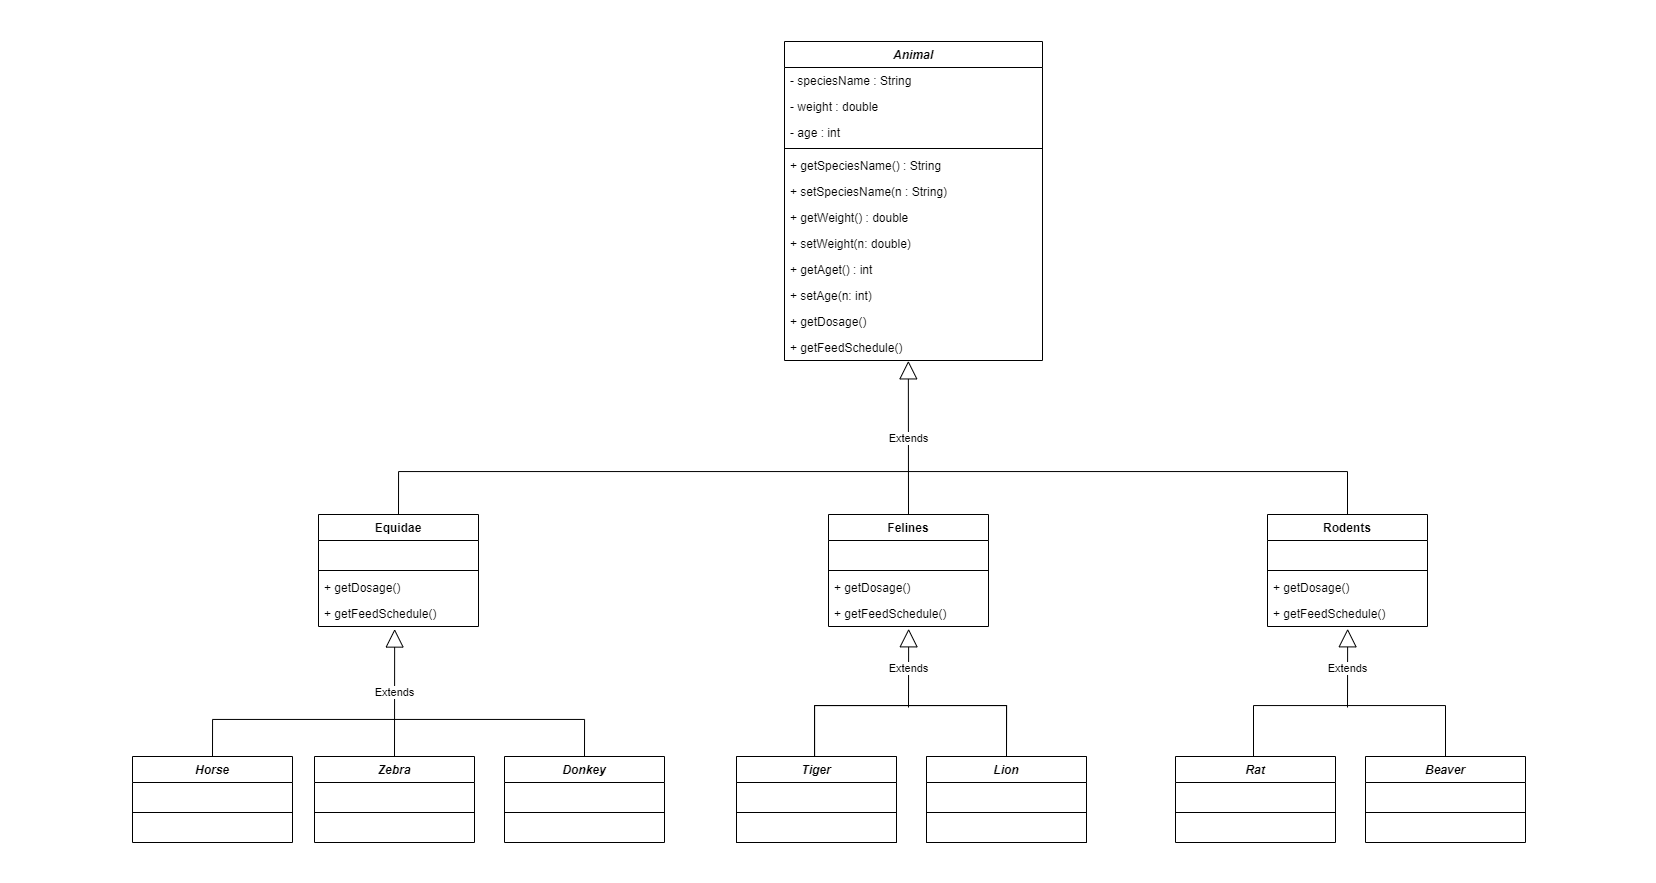 Animal
- speciesName : String
- weight : double
- age : int
+ getSpeciesName() : String
+ setSpeciesName(n : String)
+ getWeight() : double
+ setWeight(n: double)
+ getAget() : int
+ setAge(n: int)
+ getDosage()
+ getFeedSchedule()
Extends
Equidae
+ getDosage()
+ getFeedSchedule()
Felines
+ getDosage()
+ getFeedSchedule()
Rodents
+ getDosage()
+ getFeedSchedule()
Extends
Extends
Extends
Horse
Zebra
Donkey
Tiger
Lion
Rat
Beaver